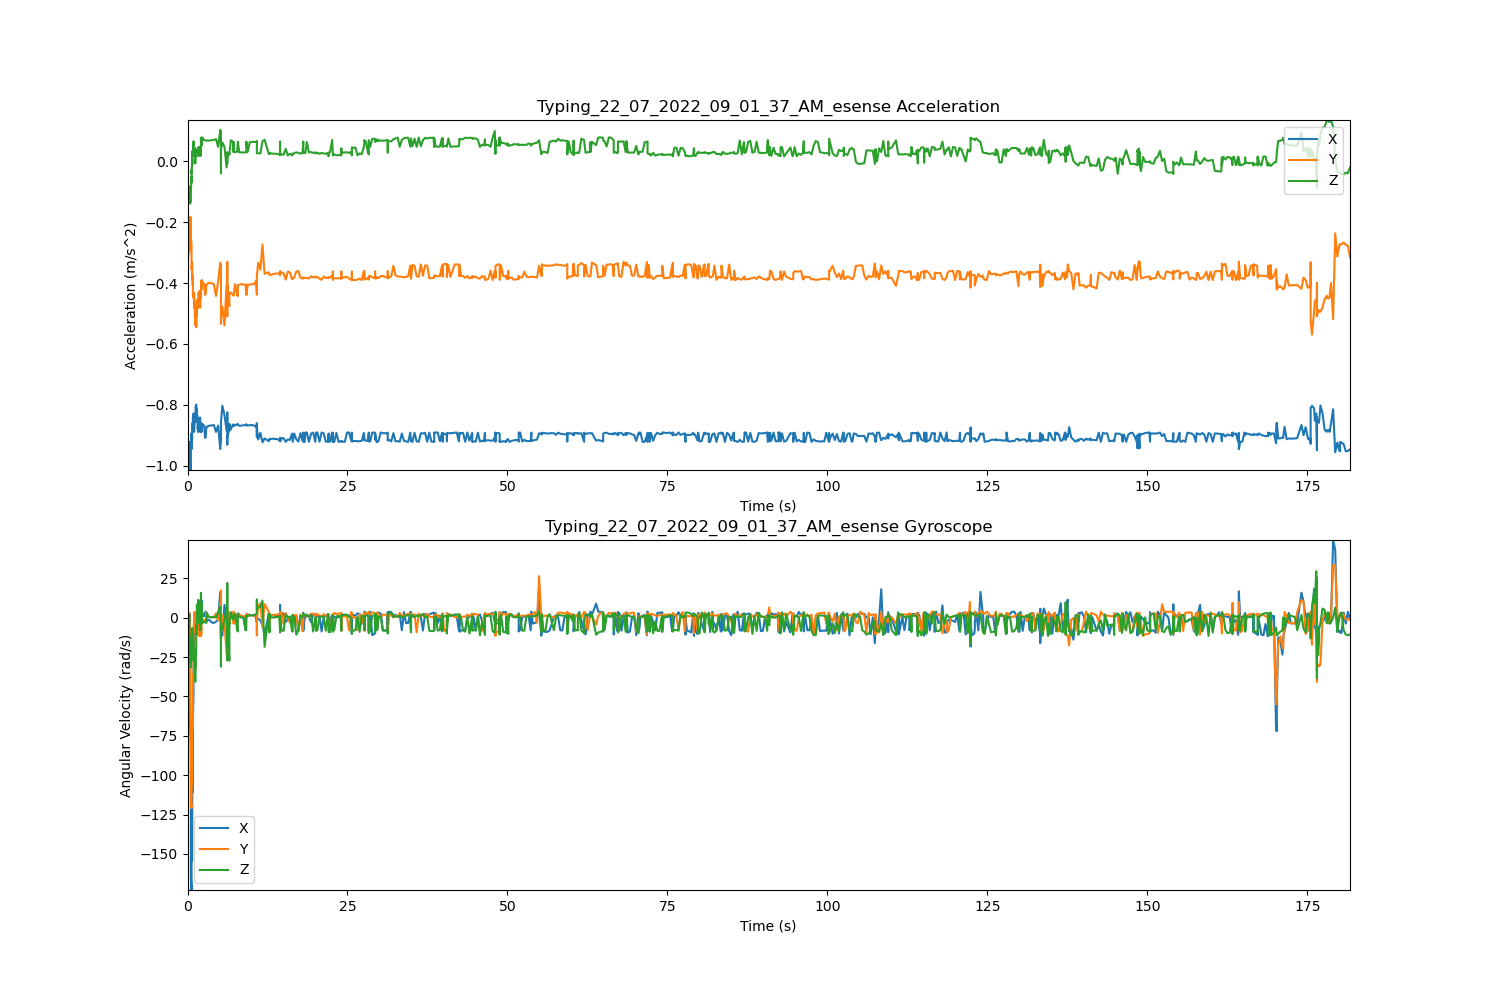 Typing_22_07_2022_09_01_37_AM_esense Acceleration
Acceleration (m/s^2)
0.0
−0.2
−0.4
−0.6
−0.8
−1.0
X
Y
Z
0 25 50 75 100 125 150 175
Time (s)
Typing_22_07_2022_09_01_37_AM_esense Gyroscope
Angular Velocity (rad/s)
25
0
−25
−50
−75
−100
−125
−150
X
Y
Z
0 25 50 75 100 125 150 175
Time (s)